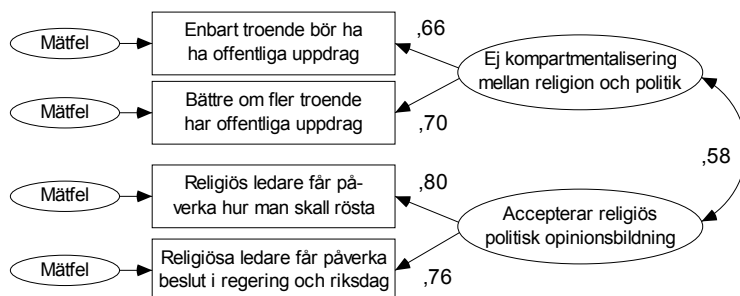 Mätfel
Enbart troende bör ha
ha offentliga uppdrag
,66
Ej kompartmentalisering
mellan religion och politik
Mätfel
Bättre om fler troende
har offentliga uppdrag
,70
,58
Mätfel
Religiös ledare får på-
verka hur man skall rösta
,80
Accepterar religiös
politisk opinionsbildning
Mätfel
Religiösa ledare får påverka
beslut i regering och riksdag
,76